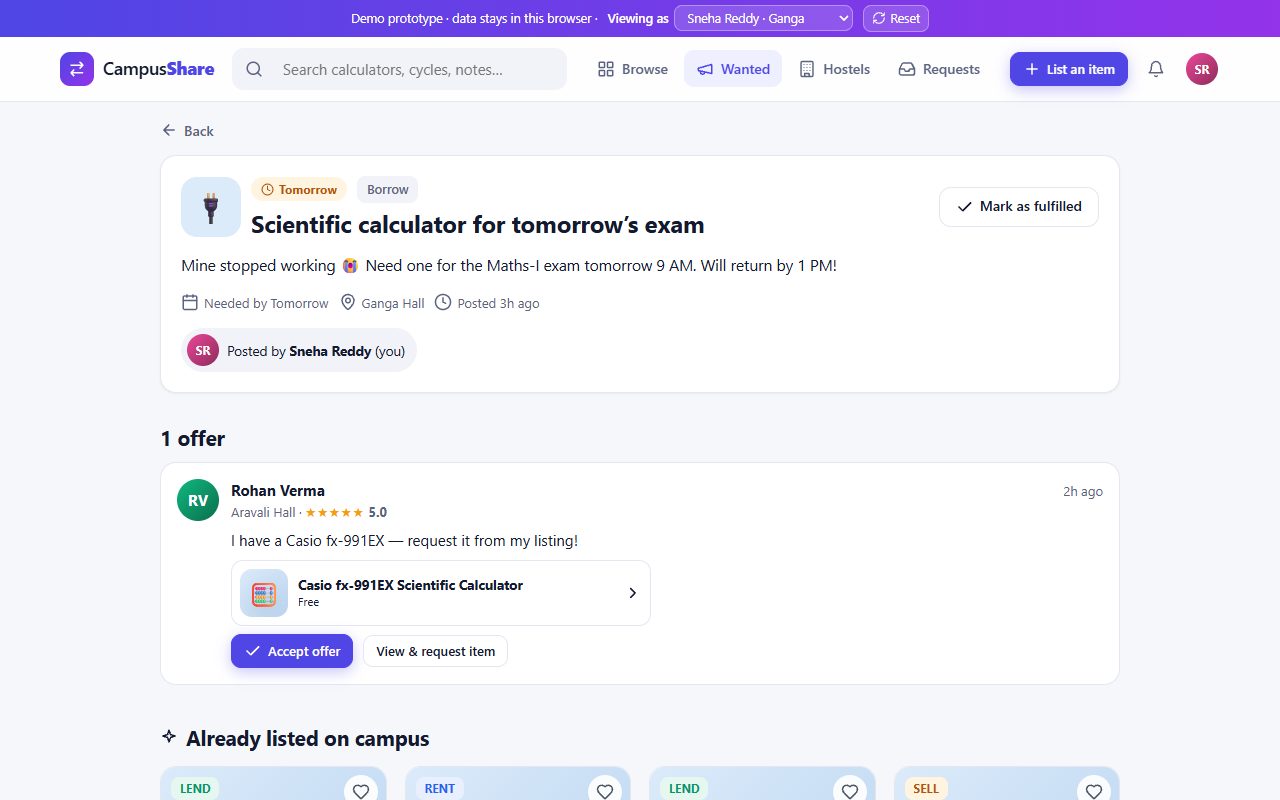 Demo prototype · data stays in this browser · Viewing as Sneha Reddy · Ganga Reset
CampusShare Search calculators, cycles, notes... Browse Wanted Hostels Requests List an item SR
Back
Tomorrow Borrow
Scientific calculator for tomorrow’s exam
Mark as fulfilled
Mine stopped working Need one for the Maths-I exam tomorrow 9 AM. Will return by 1 PM!
Needed by Tomorrow Ganga Hall Posted 3h ago
SR Posted by Sneha Reddy (you)
1 offer
RV Rohan Verma 2h ago
Aravali Hall · ★★★★★ 5.0
I have a Casio fx-991EX — request it from my listing!
Casio fx-991EX Scientific Calculator
Free
Accept offer View & request item
Already listed on campus
LEND RENT LEND SELL